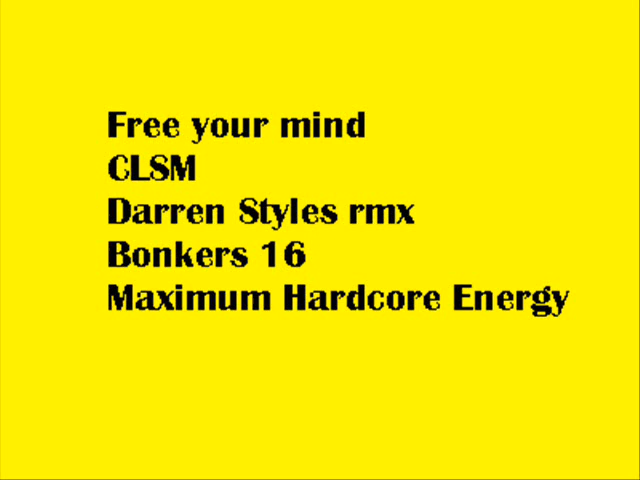 Free your mind
CLSM
Darren Styles rmx
Bonkers 16
Maximum Hardcore Energy